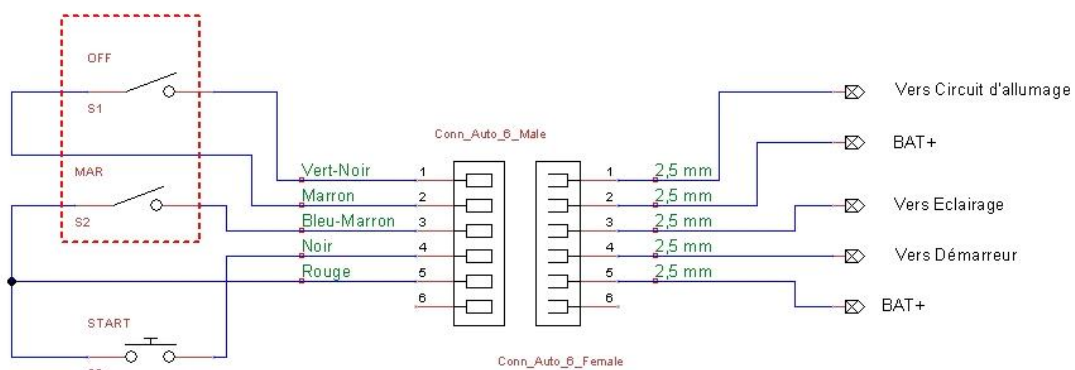 OFF
S1
MAR
S2
START
Conn_Auto_6_Male
Vert-Noir 1
Marron 2
Bleu-Marron 3
Noir 4
Rouge 5
6
1 2,5 mm
2 2,5 mm
3 2,5 mm
4 2,5 mm
5 2,5 mm
6
Conn_Auto_6_Female
Vers Circuit d'allumage
BAT+
Vers Eclairage
Vers Démarreur
BAT+